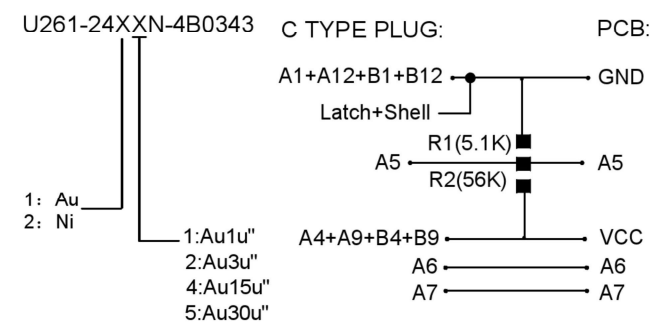 U261-24XXN-4B0343
1: Au
2: Ni
1:Au1u"
2:Au3u"
4:Au15u"
5:Au30u"
C TYPE PLUG: PCB:
A1+A12+B1+B12 GND
Latch+Shell
R1(5.1K)
A5 A5
R2(56K)
A4+A9+B4+B9 VCC
A6 A6
A7 A7